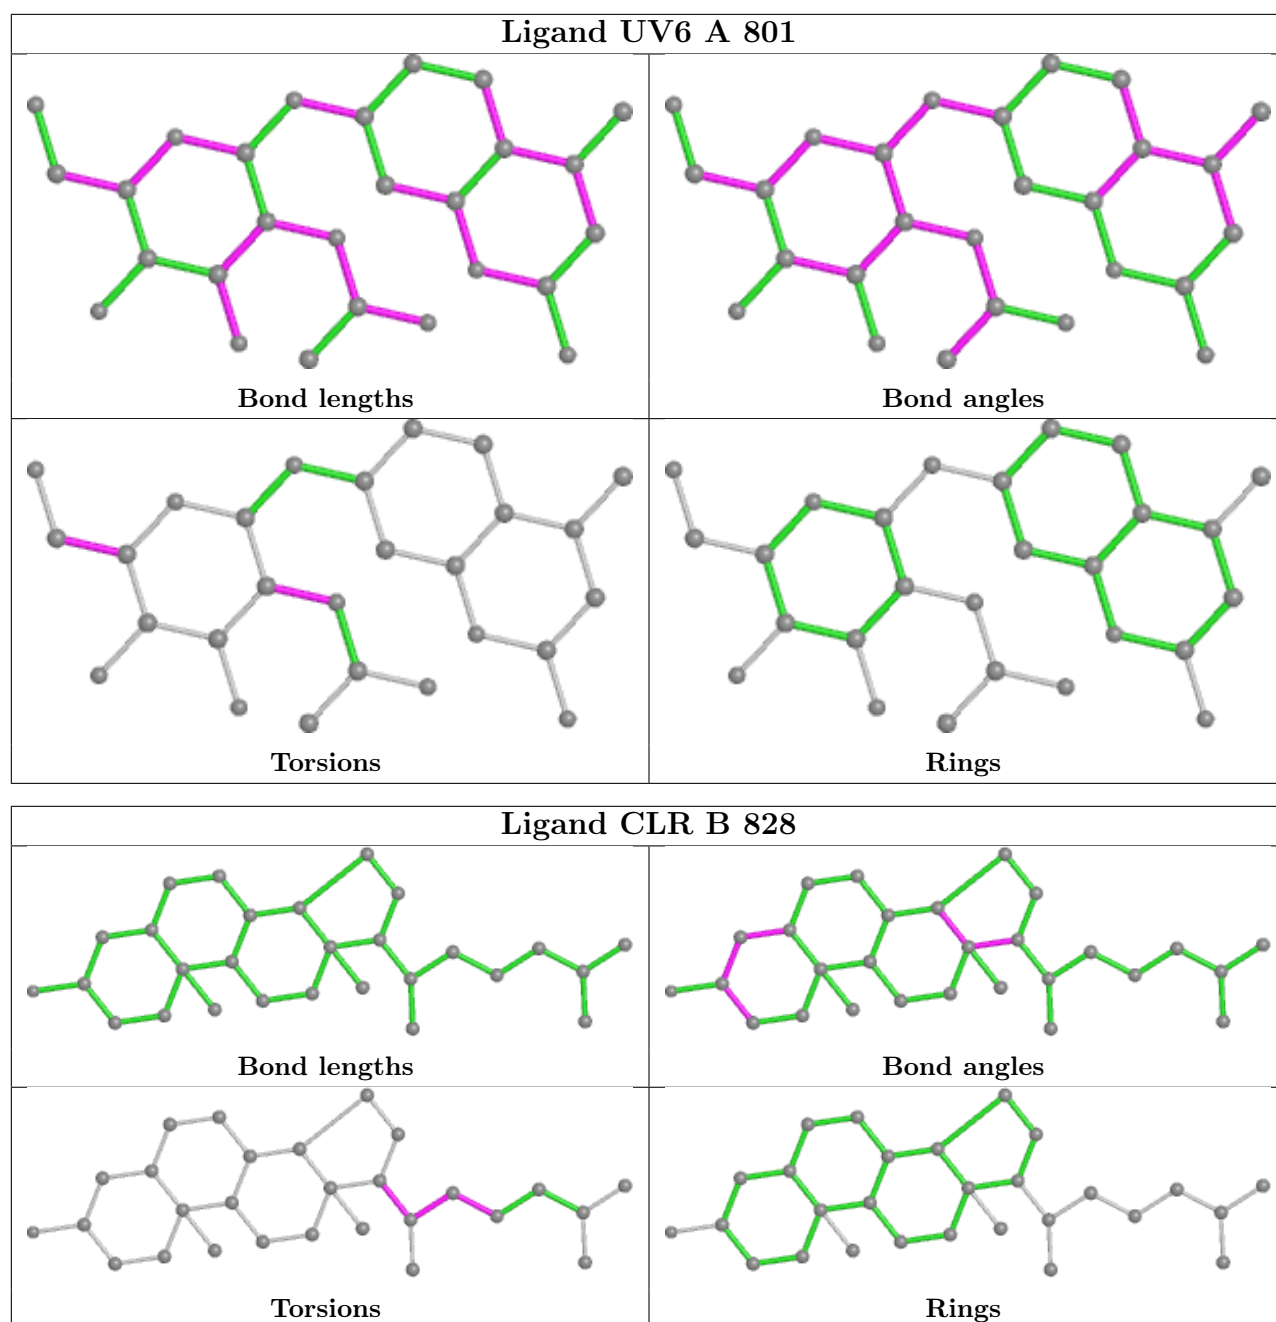 Ligand UV6 A 801
Bond lengths
Bond angles
Torsions
Rings
Ligand CLR B 828
Bond lengths
Bond angles
Torsions
Rings